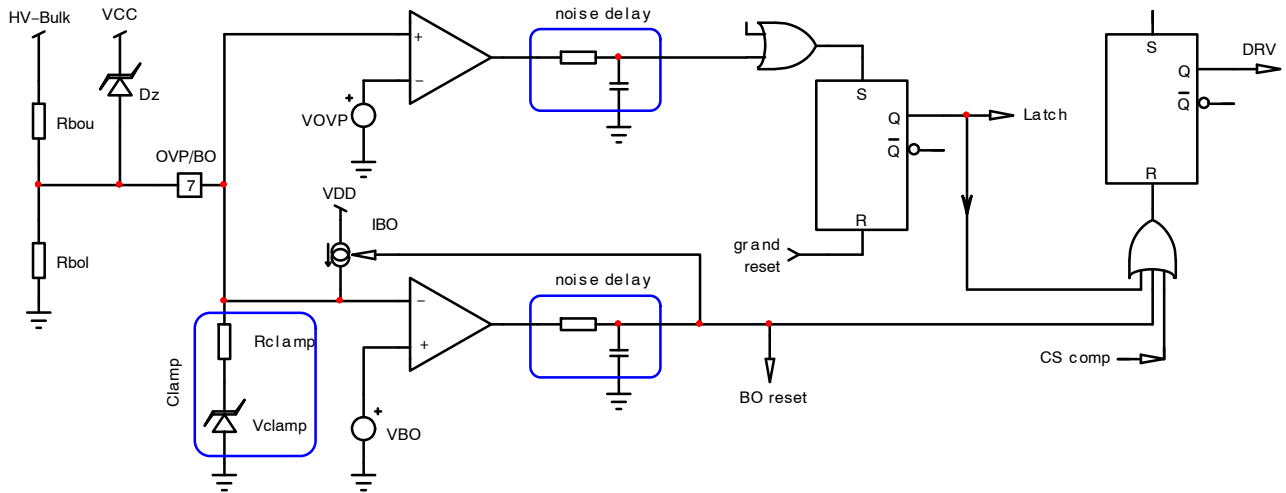 HV−Bulk
VCC
Dz
Rbou
OVP/BO
7
Rbol
+
−
+
VOVP
noise delay
S
Q
Q
R
Latch
grand
reset
S
Q
Q
R
DRV
VDD
IBO
−
+
+
VBO
noise delay
BO reset
CS comp
Clamp
Rclamp
Vclamp